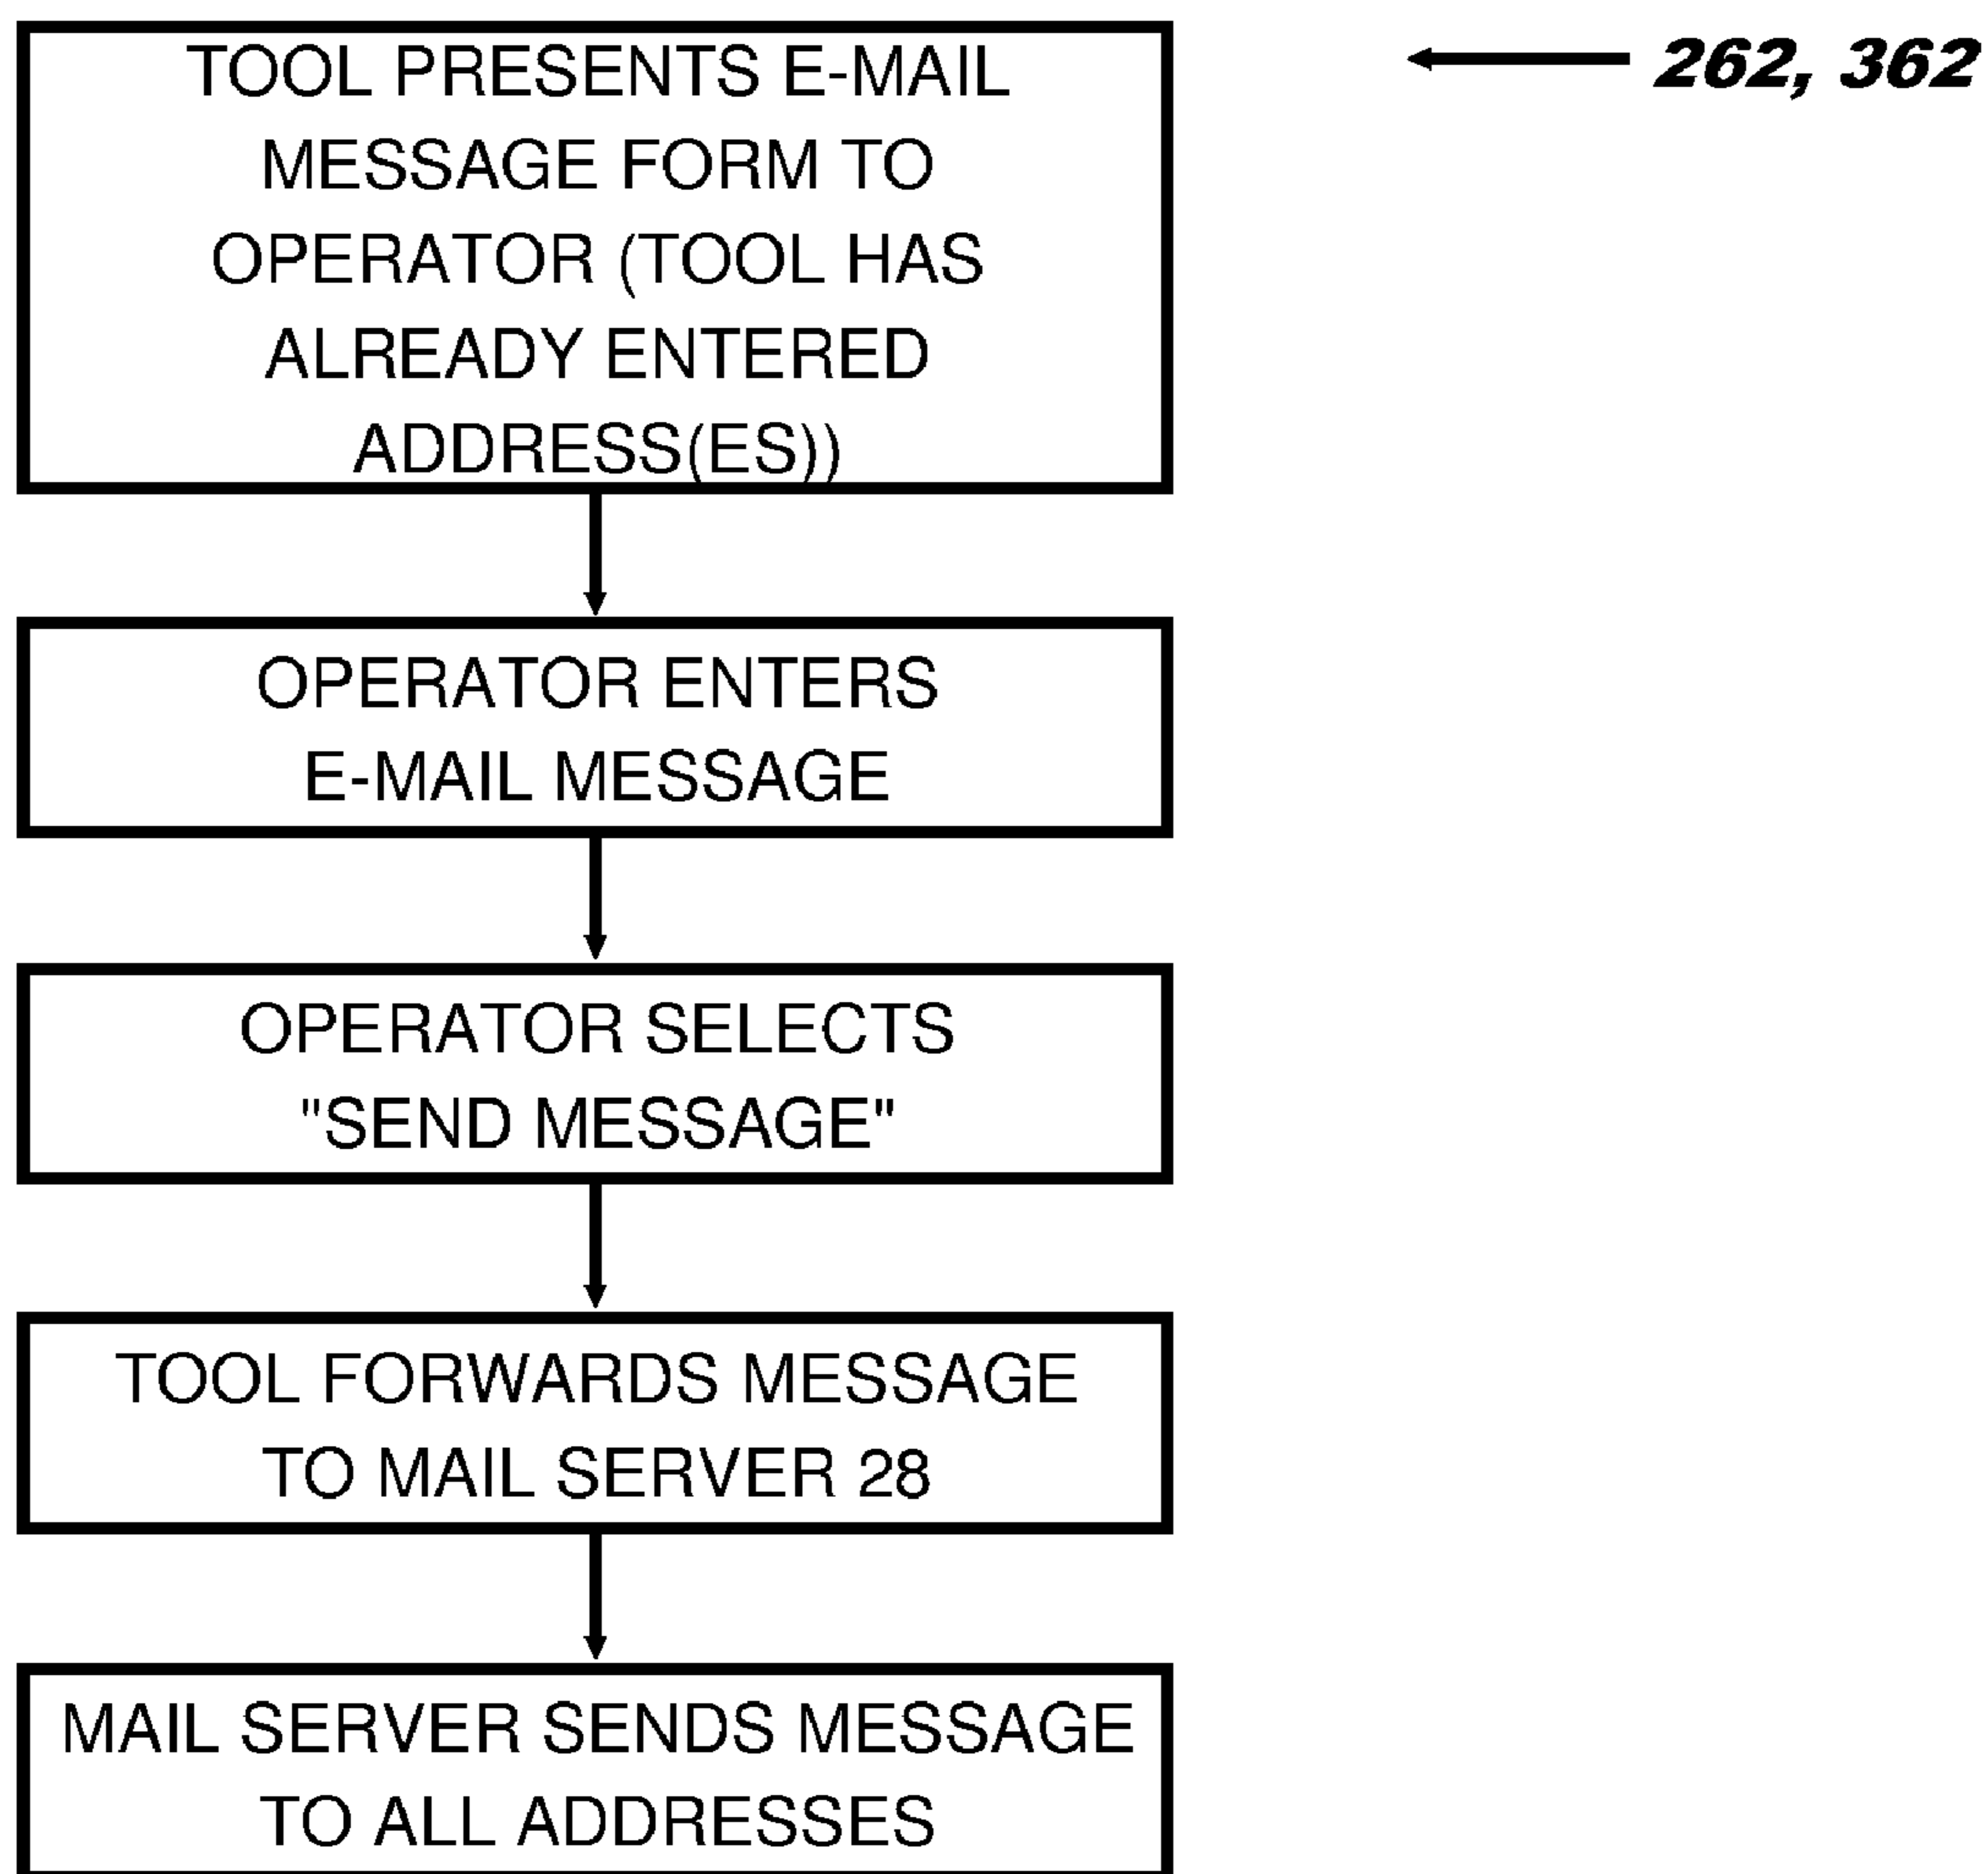 TOOL PRESENTS E-MAIL
262, 362
MESSAGE FORM TO
OPERATOR (TOOL HAS
ALREADY ENTERED
ADDRESS(ES))
OPERATOR ENTERS
E-MAIL MESSAGE
OPERATOR SELECTS
"SEND MESSAGE"
TOOL FORWARDS MESSAGE
TO MAIL SERVER 28
MAIL SERVER SENDS MESSAGE
TO ALL ADDRESSES